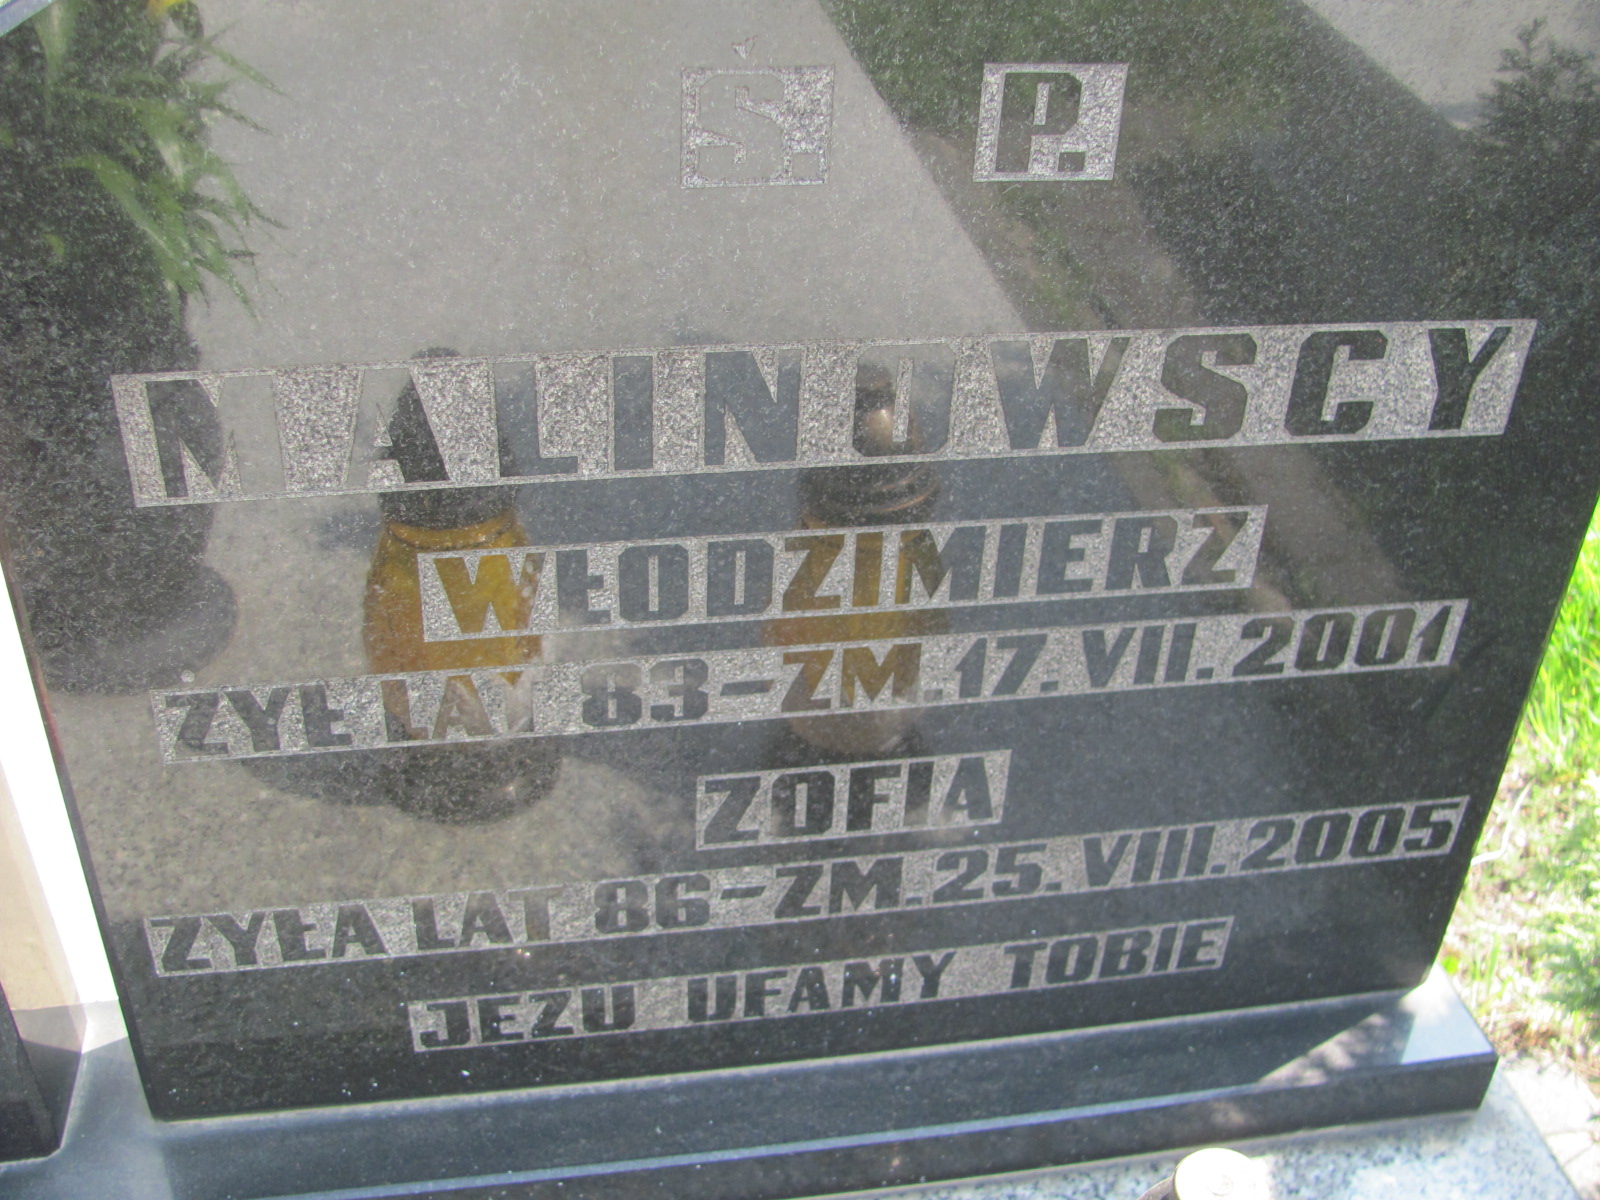 Ś. P.
MALINOWSCY
WŁODZIMIERZ
ŻYŁ LAT 83 – ZM. 17. VII. 2001
ZOFIA
ŻYŁA LAT 86 – ZM. 25. VIII. 2005
JEZU UFAMY TOBIE